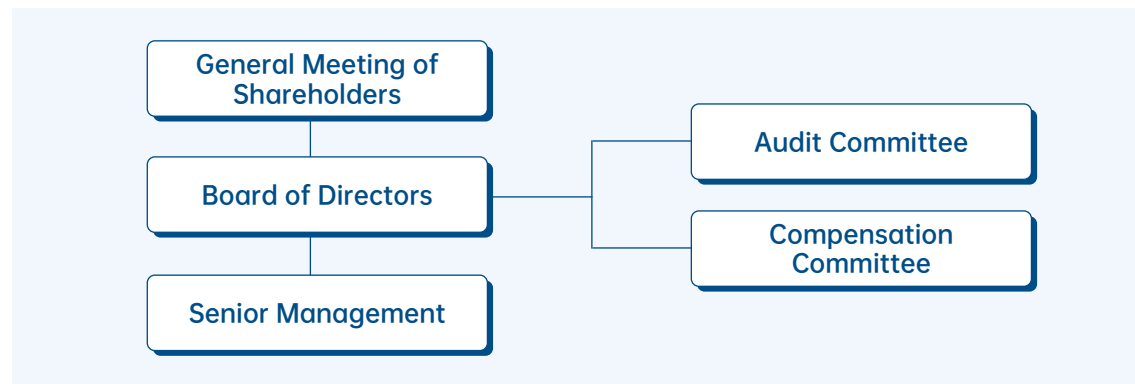 General Meeting of
Shareholders
Board of Directors
Senior Management
Audit Committee
Compensation
Committee